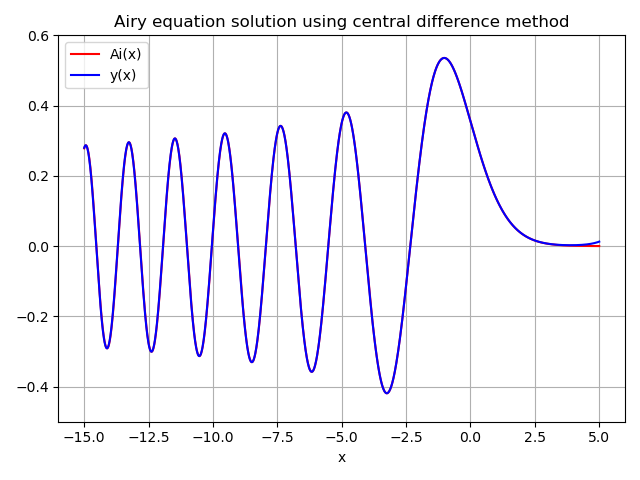 Airy equation solution using central difference method
Ai(x)
y(x)
0.6
0.4
0.2
0.0
−0.2
−0.4
−15.0 −12.5 −10.0 −7.5 −5.0 −2.5 0.0 2.5 5.0
x